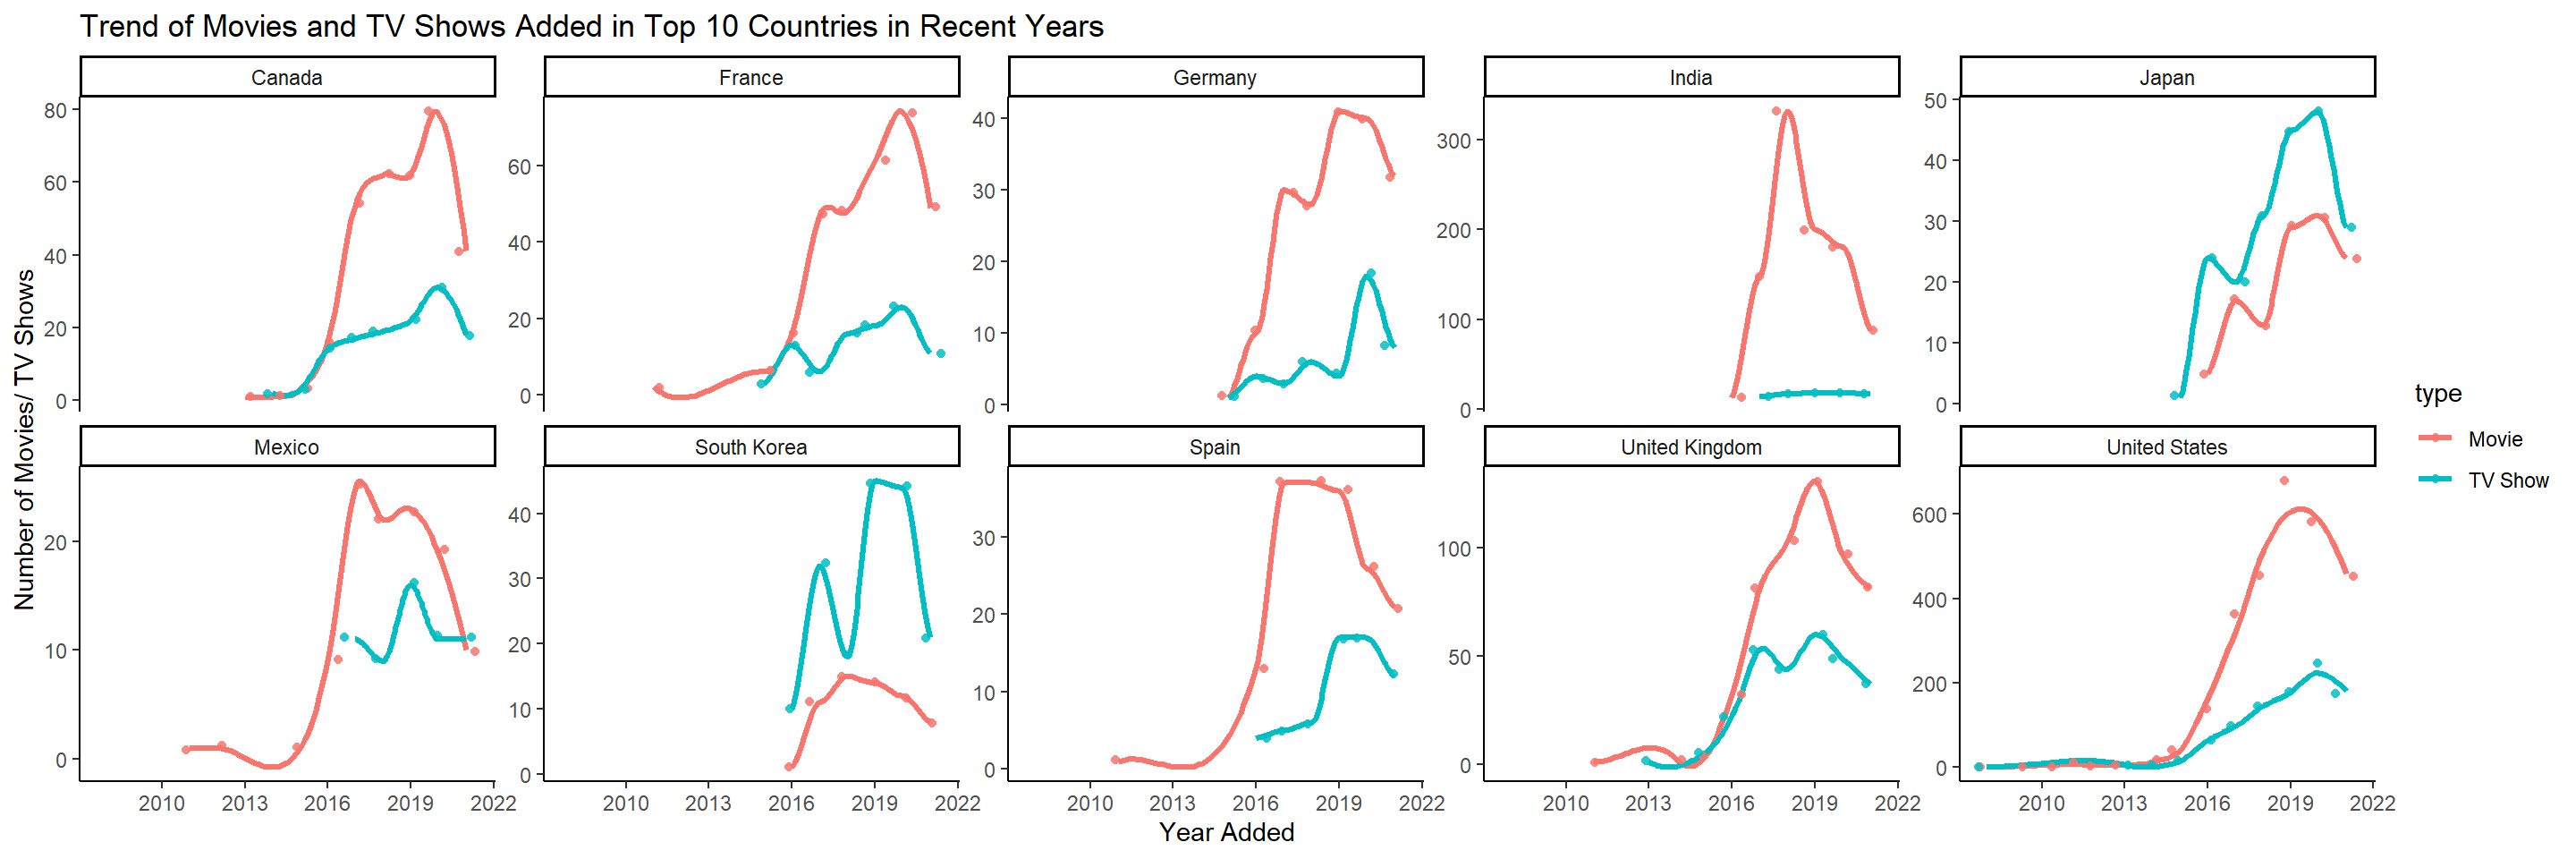 Trend of Movies and TV Shows Added in Top 10 Countries in Recent Years
Canada
France
Germany
India
Japan
80
60
40
20
0
60
40
20
0
40
30
20
10
0
300
200
100
0
50
40
30
20
10
0
Number of Movies/ TV Shows
Mexico
South Korea
Spain
United Kingdom
United States
20
10
0
40
30
20
10
0
30
20
10
0
100
50
0
600
400
200
0
2010 2013 2016 2019 2022
2010 2013 2016 2019 2022
2010 2013 2016 2019 2022
2010 2013 2016 2019 2022
2010 2013 2016 2019 2022
Year Added
type
Movie
TV Show